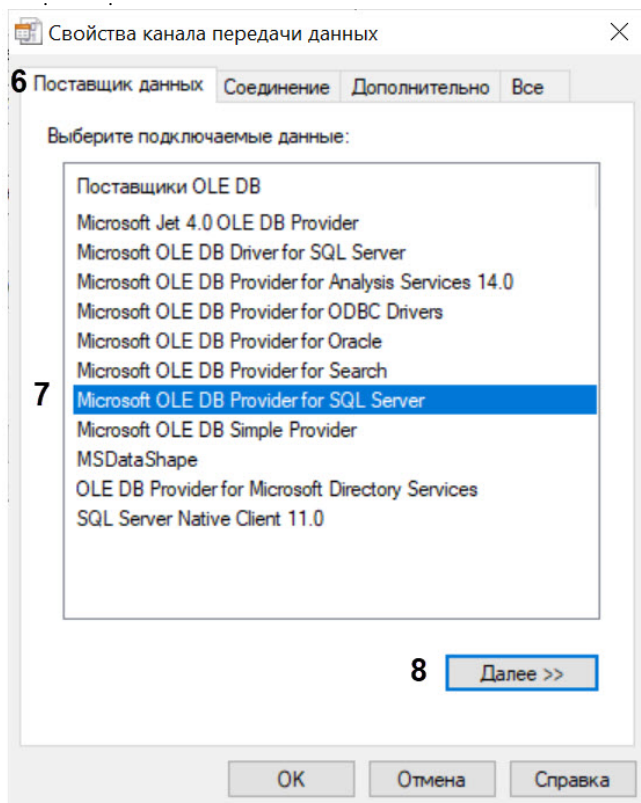 Свойства канала передачи данных
6 Поставщик данных Соединение Дополнительно Все
Выберите подключаемые данные:
Поставщики OLE DB
Microsoft Jet 4.0 OLE DB Provider
Microsoft OLE DB Driver for SQL Server
Microsoft OLE DB Provider for Analysis Services 14.0
Microsoft OLE DB Provider for ODBC Drivers
Microsoft OLE DB Provider for Oracle
Microsoft OLE DB Provider for Search
7 Microsoft OLE DB Provider for SQL Server
Microsoft OLE DB Simple Provider
MSDataShape
OLE DB Provider for Microsoft Directory Services
SQL Server Native Client 11.0
8 Далее >>
OK Отмена Справка